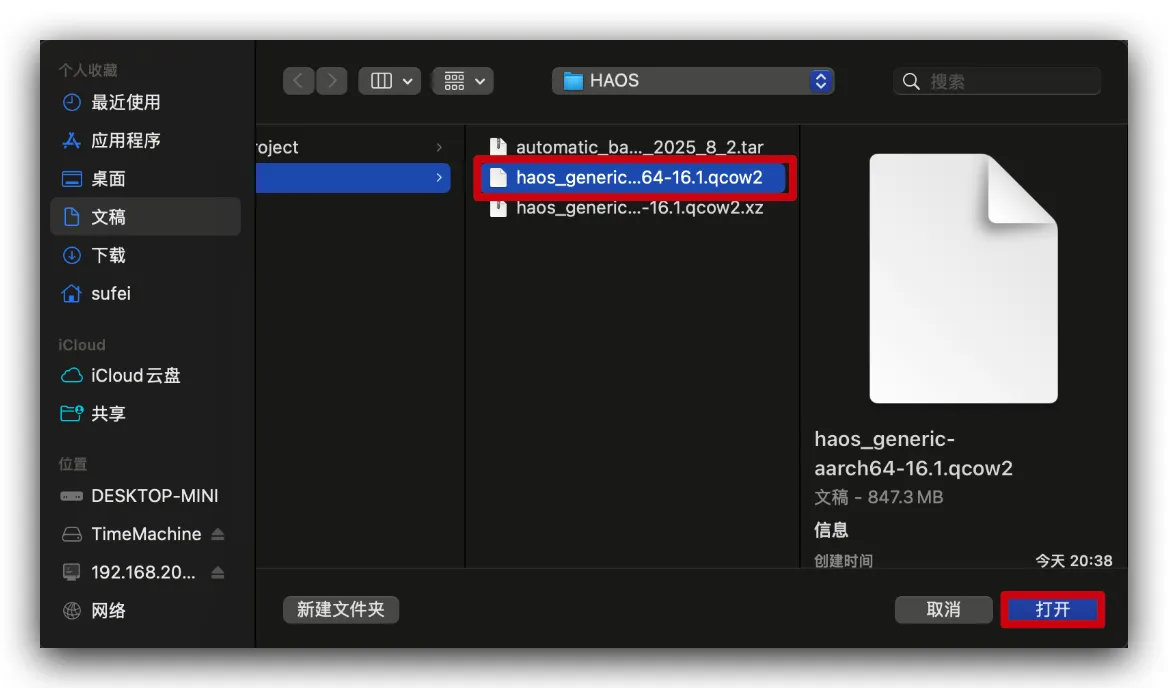 个人收藏
最近使用
应用程序
桌面
文稿
下载
sufei
iCloud
iCloud云盘
共享
位置
DESKTOP-MINI
TimeMachine
192.168.20...
网络
HAOS
搜索
roject
automatic_ba..._2025_8_2.tar
haos_generic...64-16.1.qcow2
haos_generic...-16.1.qcow2.xz
haos_generic-
aarch64-16.1.qcow2
文稿 - 847.3 MB
信息
创建时间 今天 20:38
新建文件夹
取消
打开